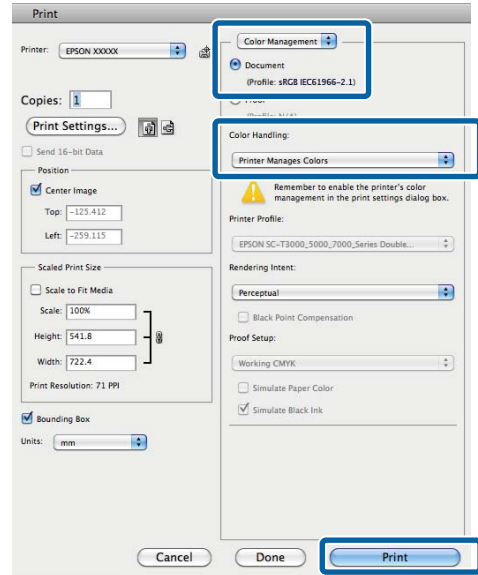 Print
Printer: EPSON XXXXX
Copies: 1
Print Settings...
Send 16-bit Data
Position
Center Image
Top: -125.412
Left: -259.115
Scaled Print Size
Scale to Fit Media
Scale: 100%
Height: 541.8
Width: 722.4
Print Resolution: 71 PPI
Bounding Box
Units: mm
Color Management
Document
(Profile: sRGB IEC61966-2.1)
Color Handling:
Printer Manages Colors
Remember to enable the printer's color
management in the print settings dialog box.
Printer Profile:
EPSON SC-T3000_5000_7000_Series Double...
Rendering Intent:
Perceptual
Black Point Compensation
Proof Setup:
Working CMYK
Simulate Paper Color
Simulate Black Ink
Cancel
Done
Print